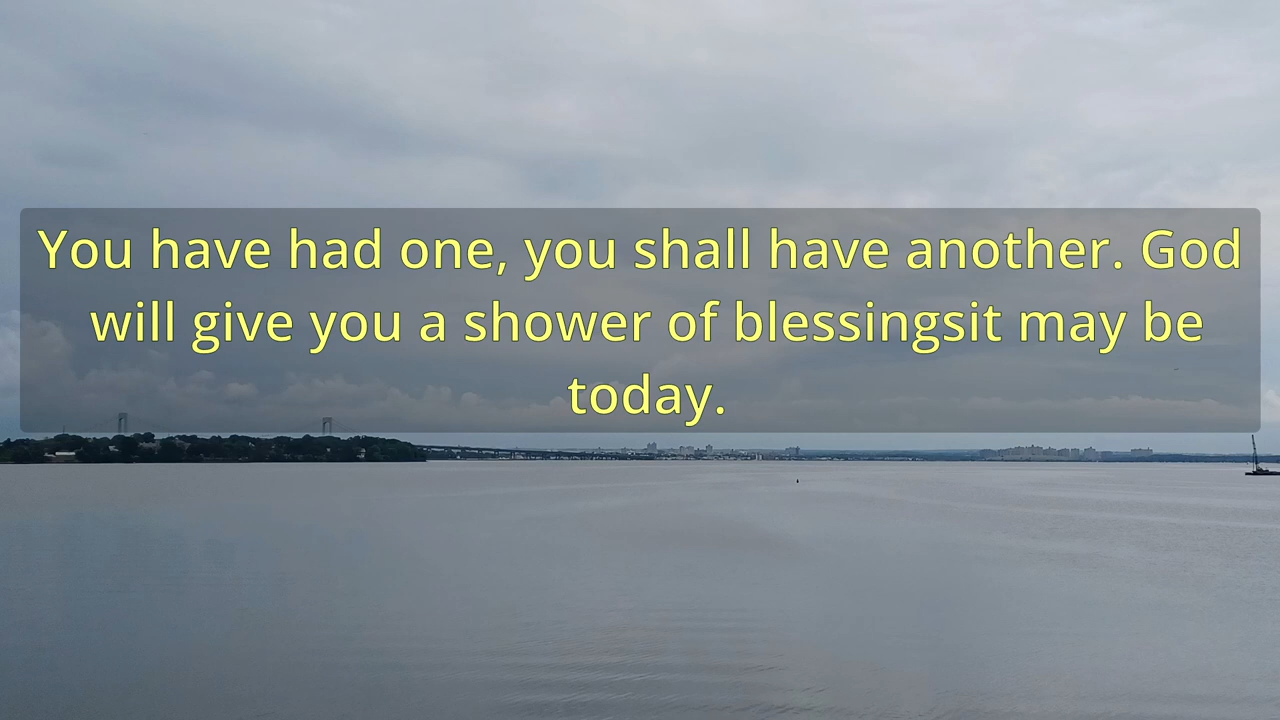 You have had one, you shall have another. God
will give you a shower of blessingsit may be
today.